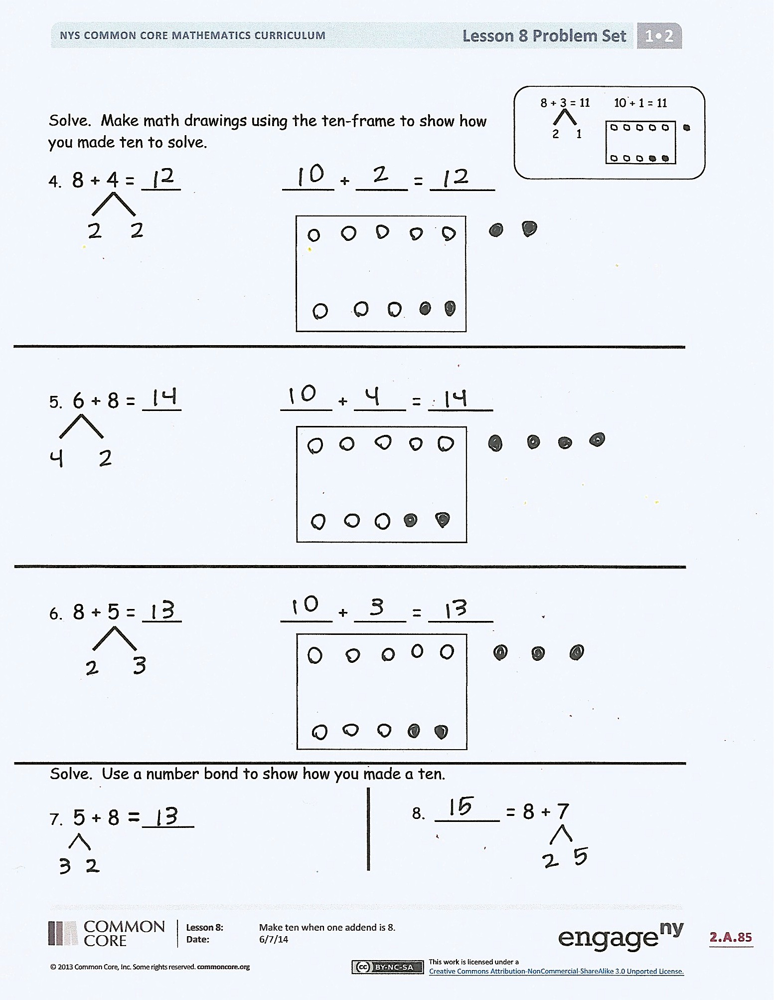 NYS COMMON CORE MATHEMATICS CURRICULUM Lesson 8 Problem Set 1•2
8 + 3 = 11 10 + 1 = 11
2 1
Solve. Make math drawings using the ten-frame to show how
you made ten to solve.
4. 8 + 4 = 12 10 + 2 = 12
2 2
5. 6 + 8 = 14 10 + 4 = 14
4 2
6. 8 + 5 = 13 10 + 3 = 13
2 3
Solve. Use a number bond to show how you made a ten.
7. 5 + 8 = 13
3 2
8. 15 = 8 + 7
2 5
COMMON
CORE
Lesson 8: Make ten when one addend is 8.
Date: 6/7/14
engage ny
2.A.85
© 2013 Common Core, Inc. Some rights reserved. commoncore.org
cc BY-NC-SA
This work is licensed under a
Creative Commons Attribution-NonCommercial-ShareAlike 3.0 Unported License.